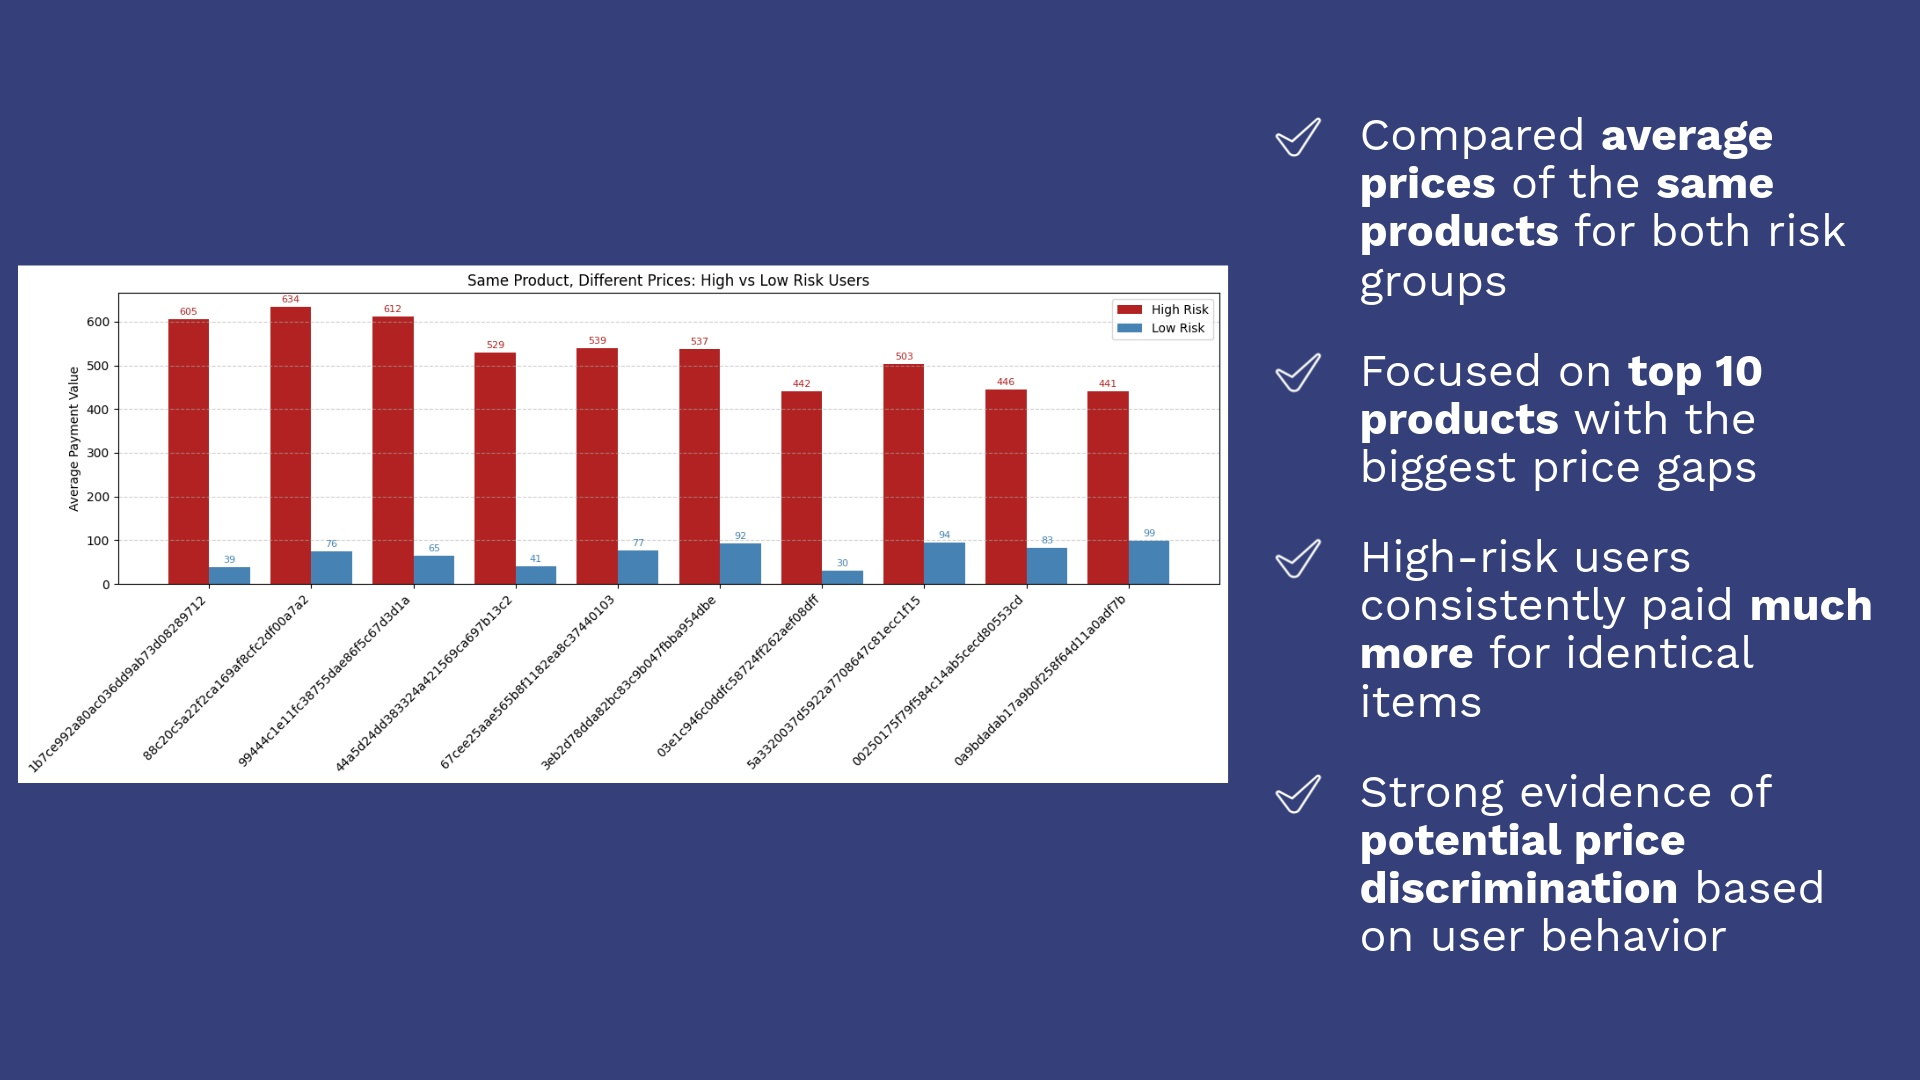 Same Product, Different Prices: High vs Low Risk Users
Average Payment Value
600
500
400
300
200
100
0
605
634
612
529
539
537
442
503
446
441
39
76
65
41
77
92
30
94
83
99
High Risk
Low Risk
1b7ce992a80ac036dd9ab73d08289712
88c20c5a22f2ca169af8cfc2df00a7a2
99444c1e11fc38755dae86f5c67d3d1a
44a5d24dd383324a421569ca697b13c2
67cee25aae565b8f1182ea8c37440103
3eb2d78dda82bc83c9b047fbba954dbe
03e1c946c0ddfc58724ff262aef08dff
5a3320037d5922a7708647c81ecc1f15
00250175f79f584c14ab5cecd80553cd
0a9bdadab17a9b0f258f64d11a0adf7b
Compared average
prices of the same
products for both risk
groups
Focused on top 10
products with the
biggest price gaps
High-risk users
consistently paid much
more for identical
items
Strong evidence of
potential price
discrimination based
on user behavior